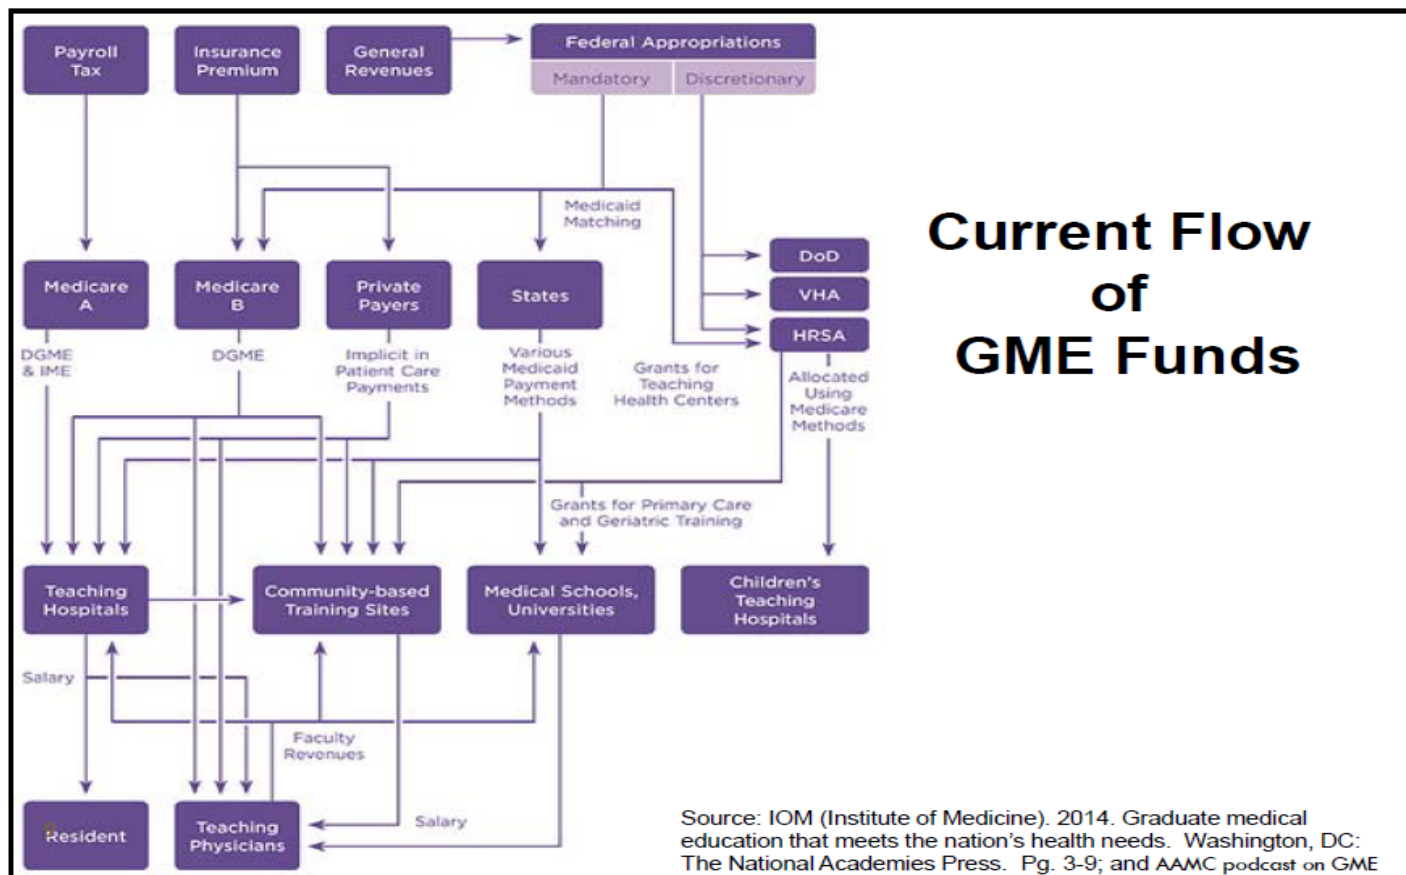 Payroll
Tax
Insurance
Premium
General
Revenues
Federal Appropriations
Mandatory
Discretionary
Medicaid
Matching
Medicare
A
Medicare
B
Private
Payers
States
DoD
VHA
HRSA
Current Flow
of
GME Funds
DGME
& IME
DGME
Implicit in
Patient Care
Payments
Various
Medicaid
Payment
Methods
Grants for
Teaching
Health Centers
Allocated
Using
Medicare
Methods
Grants for Primary Care
and Geriatric Training
Teaching
Hospitals
Community-based
Training Sites
Medical Schools,
Universities
Children's
Teaching
Hospitals
Salary
Faculty
Revenues
Resident
Teaching
Physicians
Salary
Source: IOM (Institute of Medicine). 2014. Graduate medical
education that meets the nation's health needs. Washington, DC:
The National Academies Press. Pg. 3-9; and AAMC podcast on GME